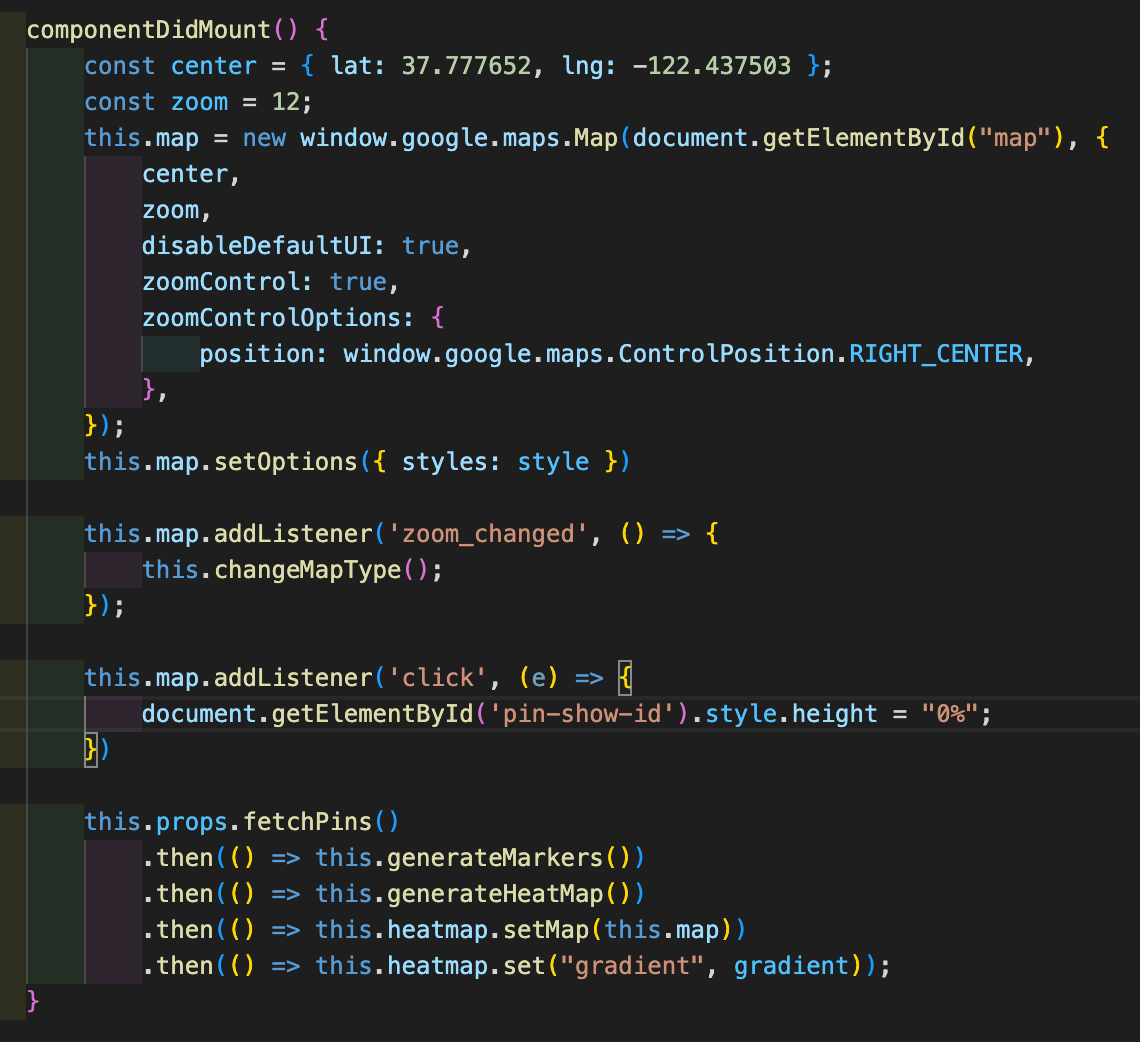 componentDidMount() {
    const center = { lat: 37.777652, lng: -122.437503 };
    const zoom = 12;
    this.map = new window.google.maps.Map(document.getElementById("map"), {
        center,
        zoom,
        disableDefaultUI: true,
        zoomControl: true,
        zoomControlOptions: {
            position: window.google.maps.ControlPosition.RIGHT_CENTER,
        },
    });
    this.map.setOptions({ styles: style })

    this.map.addListener('zoom_changed', () => {
        this.changeMapType();
    });

    this.map.addListener('click', (e) => {
        document.getElementById('pin-show-id').style.height = "0%";
    })

    this.props.fetchPins()
        .then(() => this.generateMarkers())
        .then(() => this.generateHeatMap())
        .then(() => this.heatmap.setMap(this.map))
        .then(() => this.heatmap.set("gradient", gradient));
}